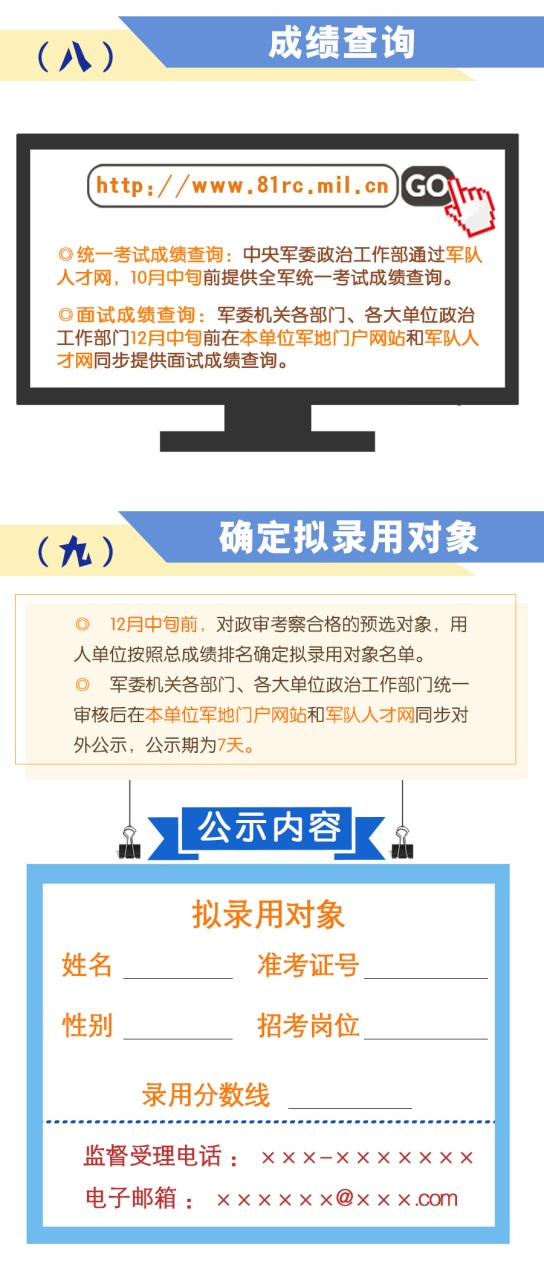 （八）
成绩查询
http://www.81rc.mil.cn GO
◎统一考试成绩查询：中央军委政治工作部通过军队
人才网，10月中旬前提供全军统一考试成绩查询。
◎面试成绩查询：军委机关各部门、各大单位政治
工作部门12月中旬前在本单位军地门户网站和军队人
才网同步提供面试成绩查询。
（九）
确定拟录用对象
◎ 12月中旬前，对政审考察合格的预选对象，用
人单位按照总成绩排名确定拟录用对象名单。
◎ 军委机关各部门、各大单位政治工作部门统一
审核后在本单位军地门户网站和军队人才网同步对
外公示，公示期为7天。
公示内容
拟录用对象
姓名 ________ 准考证号 ________
性别 ________ 招考岗位 ________
录用分数线 ________
监督受理电话：×××-×××××××
电子邮箱：××××××@×××.com